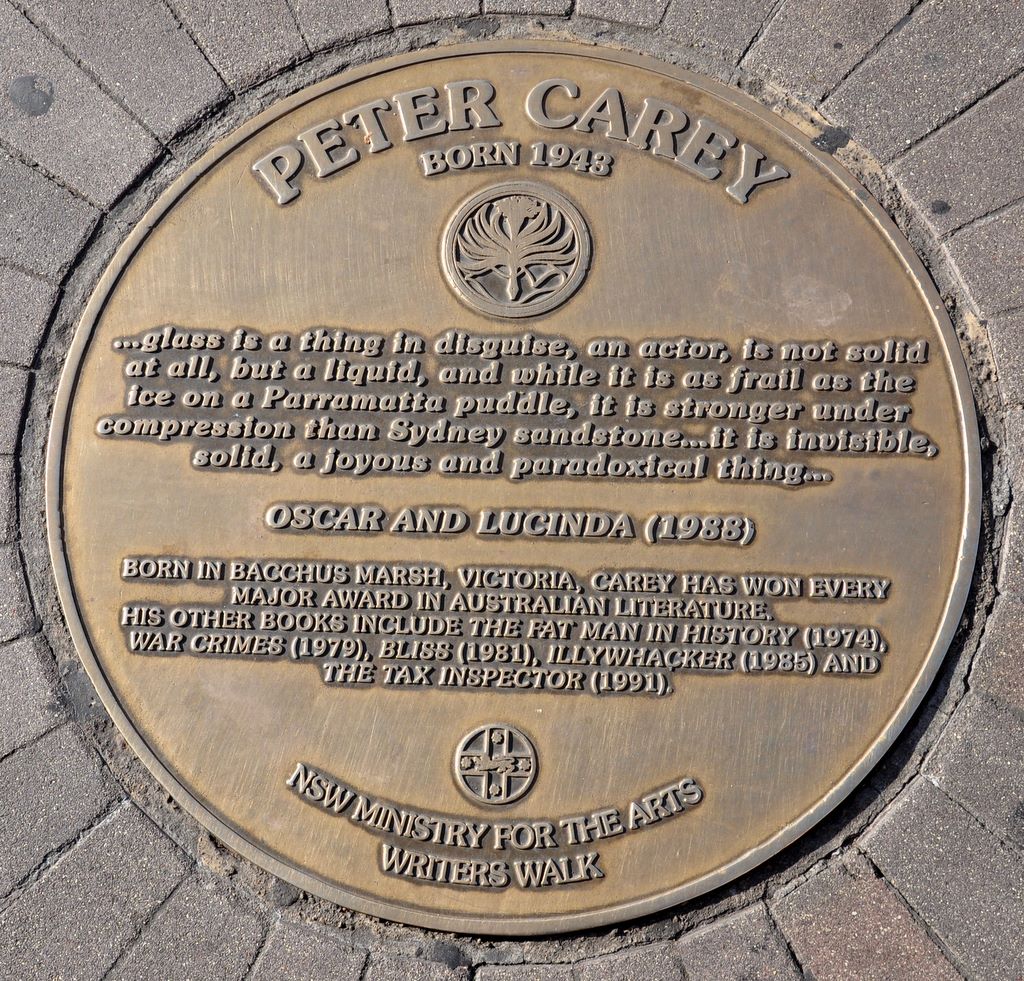 PETER CAREY
BORN 1943
...glass is a thing in disguise, an actor, is not solid
at all, but a liquid, and while it is as frail as the
ice on a Parramatta puddle, it is stronger under
compression than Sydney sandstone...it is invisible,
solid, a joyous and paradoxical thing...
OSCAR AND LUCINDA (1988)
BORN IN BACCHUS MARSH, VICTORIA, CAREY HAS WON EVERY
MAJOR AWARD IN AUSTRALIAN LITERATURE.
HIS OTHER BOOKS INCLUDE THE FAT MAN IN HISTORY (1974),
WAR CRIMES (1979), BLISS (1981), ILLYWHACKER (1985) AND
THE TAX INSPECTOR (1991).
NSW MINISTRY FOR THE ARTS
WRITERS WALK